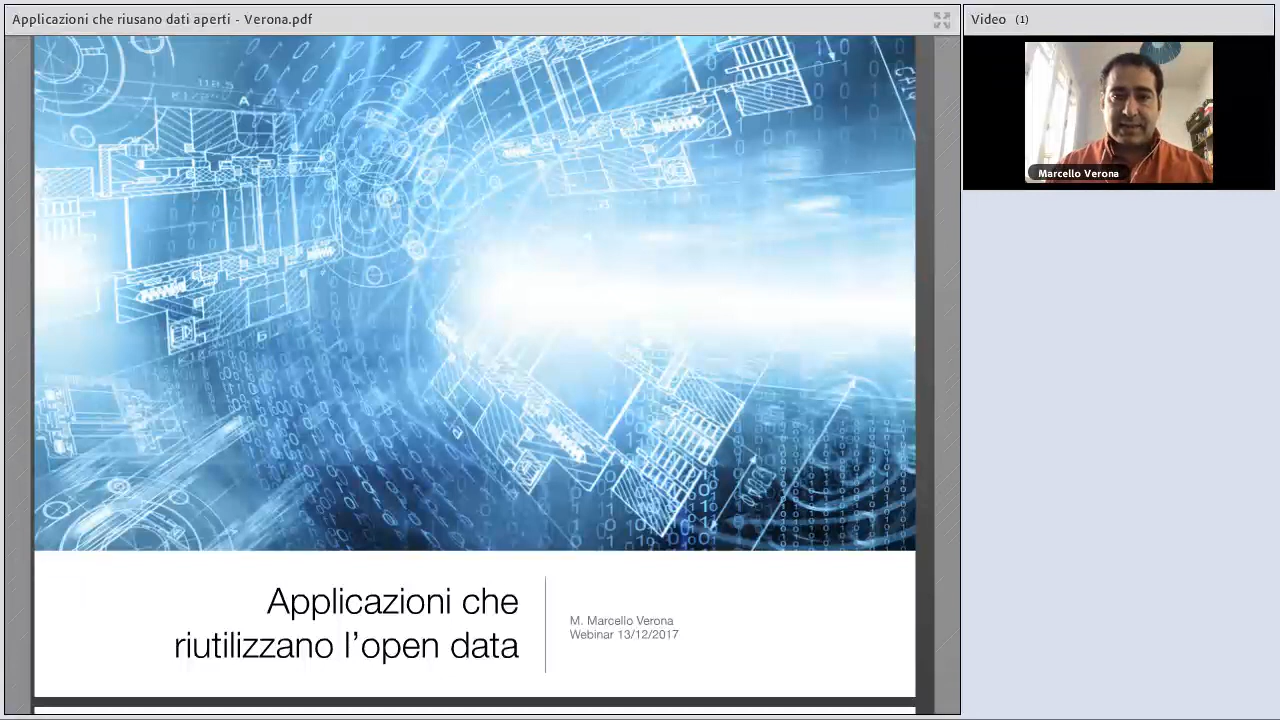 Applicazioni che riusano dati aperti - Verona.pdf
Video (1)
Marcello Verona
Applicazioni che
riutilizzano l'open data
M. Marcello Verona
Webinar 13/12/2017